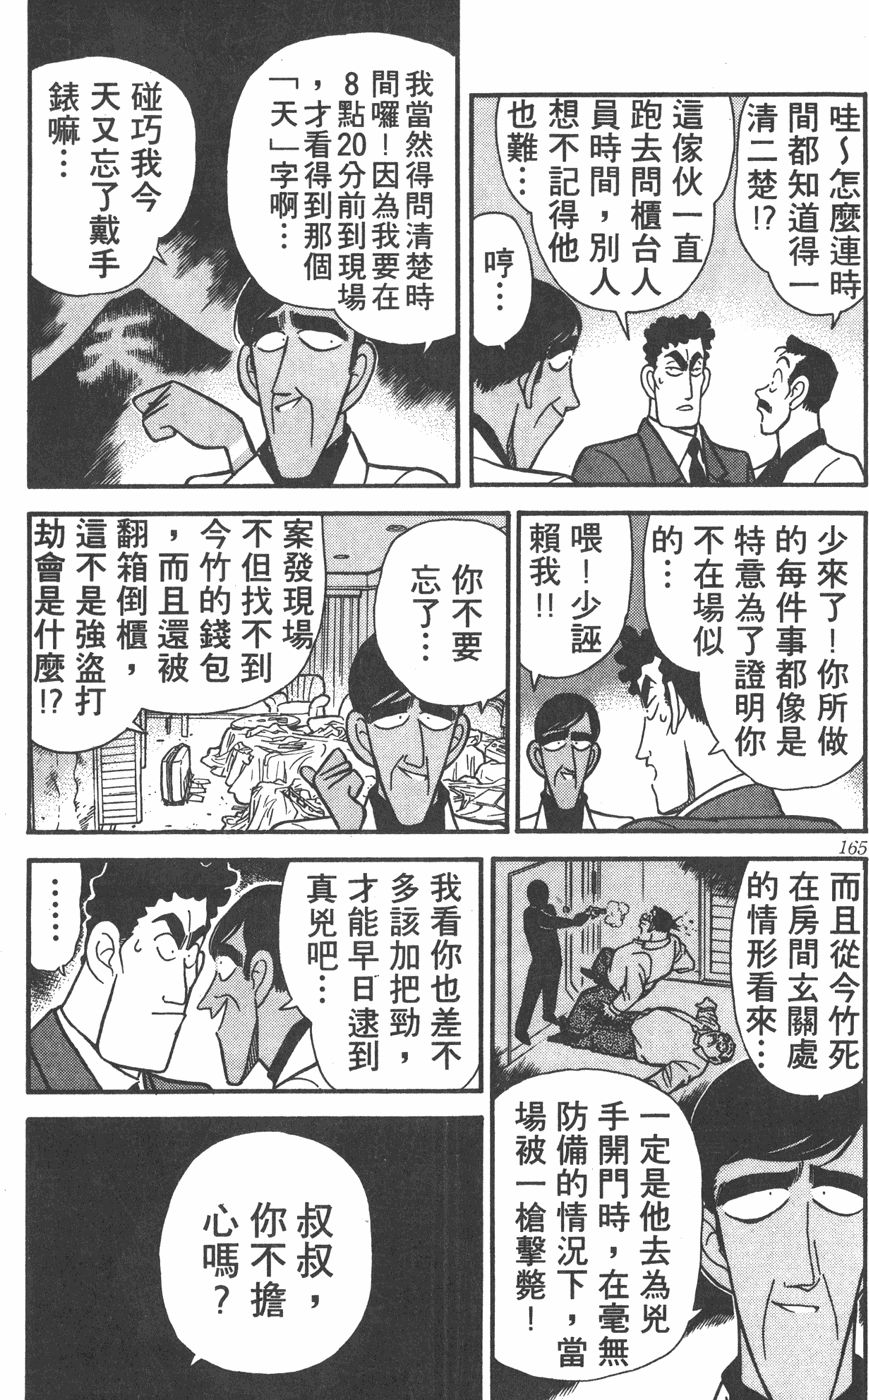 哇～怎麼連時
間都知道得一
清二楚!?
這傢伙一直
跑去問櫃台人
員時間，別人
想不記得他
也難…
哼…
我當然得問清楚時
間囉！因為我要在
8點20分前到現場
，才看得到那個
「天」字啊…
碰巧我今
天又忘了戴手
錶嘛…
天
少來了！你所做
的每件事都像是
特意為了證明你
不在場似
的…
喂！少誣
賴我!!
你不要
忘了…
案發現場
不但找不到
今竹的錢包
，而且還被
翻箱倒櫃，
這不是強盜打
劫會是什麼!?
165
而且從今竹死
在房間玄關處
的情形看來…
一定是他去為兇
手開門時，在毫無
防備的情況下，當
場被一槍擊斃！
我看你也差不
多該加把勁，
才能早日逮到
真兇吧…
……
叔叔，
你不擔
心嗎？